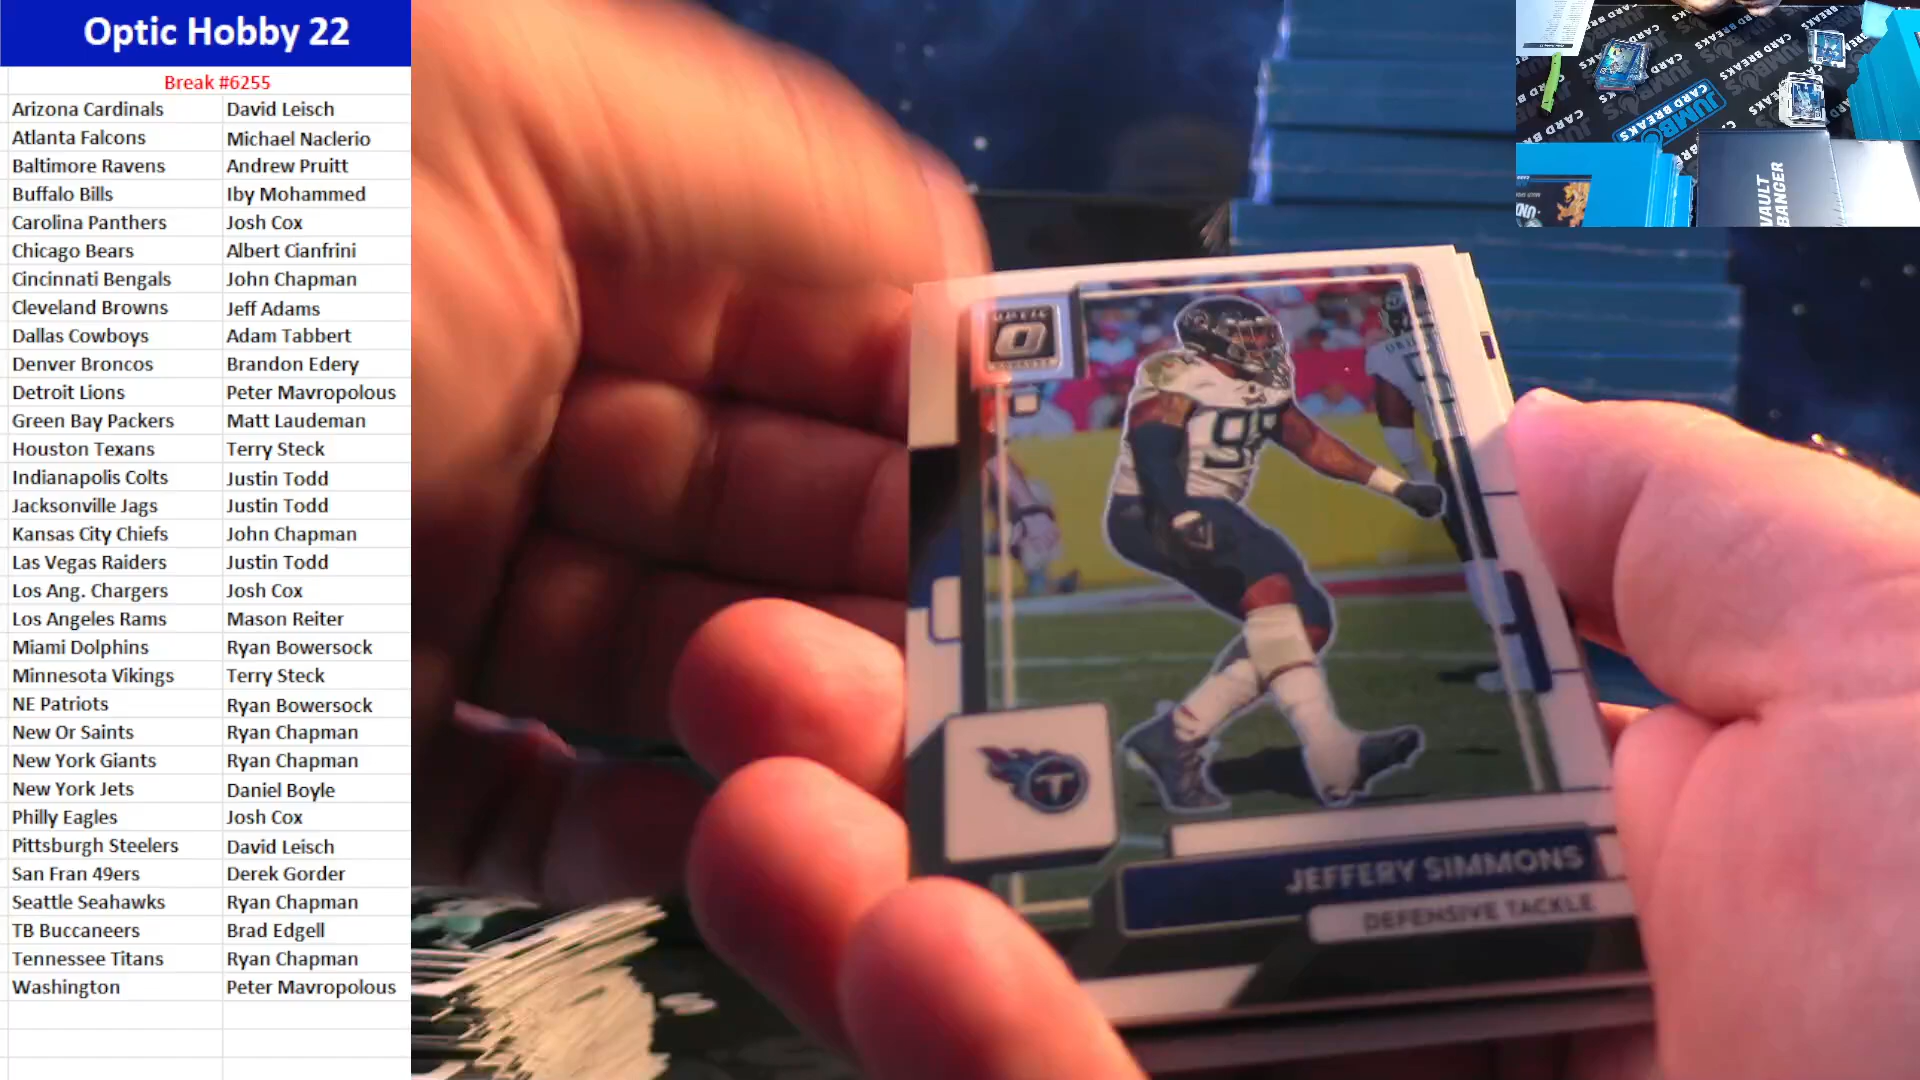 Optic Hobby 22
Break #6255
Arizona Cardinals David Leisch
Atlanta Falcons Michael Naclerio
Baltimore Ravens Andrew Pruitt
Buffalo Bills Iby Mohammed
Carolina Panthers Josh Cox
Chicago Bears Albert Cianfrini
Cincinnati Bengals John Chapman
Cleveland Browns Jeff Adams
Dallas Cowboys Adam Tabbert
Denver Broncos Brandon Edery
Detroit Lions Peter Mavropolous
Green Bay Packers Matt Laudeman
Houston Texans Terry Steck
Indianapolis Colts Justin Todd
Jacksonville Jags Justin Todd
Kansas City Chiefs John Chapman
Las Vegas Raiders Justin Todd
Los Ang. Chargers Josh Cox
Los Angeles Rams Mason Reiter
Miami Dolphins Ryan Bowersock
Minnesota Vikings Terry Steck
NE Patriots Ryan Bowersock
New Or Saints Ryan Chapman
New York Giants Ryan Chapman
New York Jets Daniel Boyle
Philly Eagles Josh Cox
Pittsburgh Steelers David Leisch
San Fran 49ers Derek Gorder
Seattle Seahawks Ryan Chapman
TB Buccaneers Brad Edgell
Tennessee Titans Ryan Chapman
Washington Peter Mavropolous
OPTIC
O
98
T
JEFFERY SIMMONS
DEFENSIVE TACKLE
JUMBO
CARD BREAKS
VAULT
BANGER